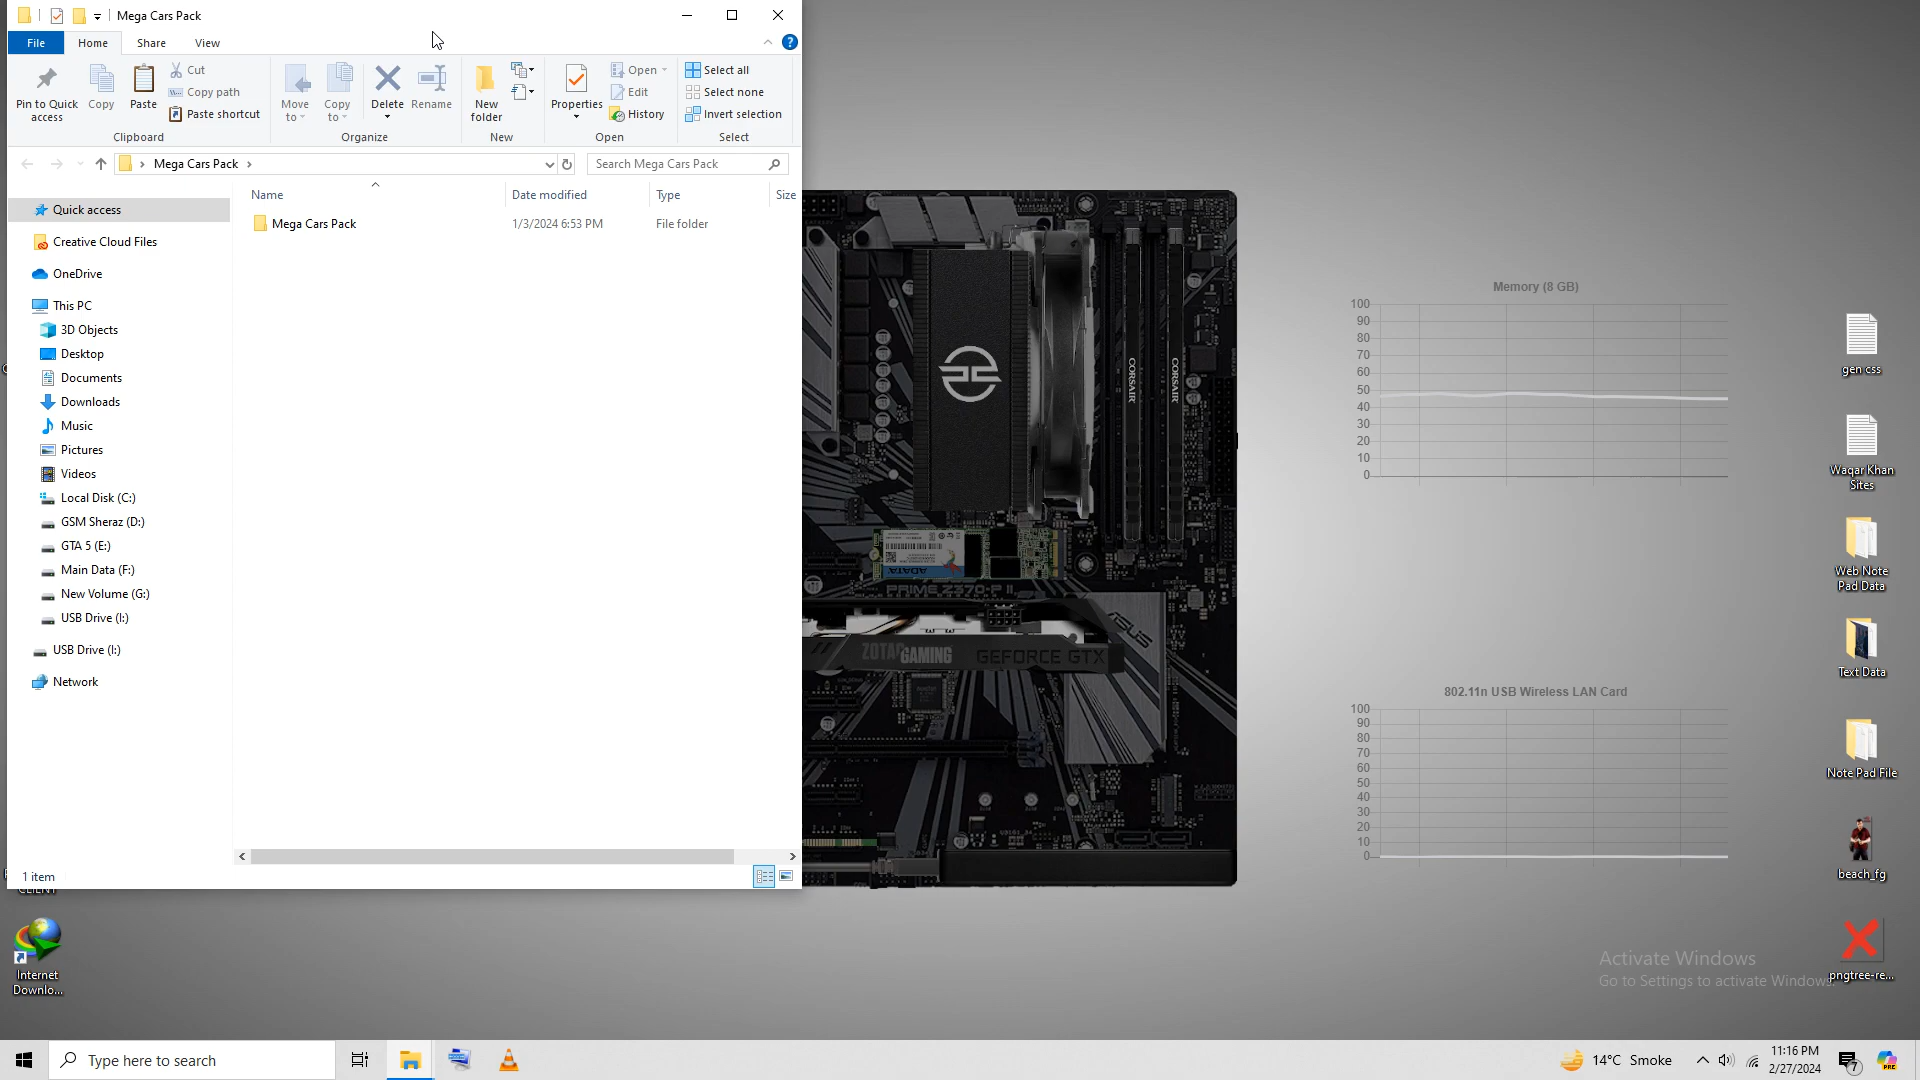 Mega Cars Pack
File
Home
Share
View
Pin to Quick access
Copy
Paste
Cut
Copy path
Paste shortcut
Clipboard
Move to
Copy to
Delete
Rename
Organize
New folder
New
Properties
Open
Edit
History
Open
Select all
Select none
Invert selection
Select
Mega Cars Pack
Search Mega Cars Pack
Name
Date modified
Type
Size
Mega Cars Pack
1/3/2024 6:53 PM
File folder
Quick access
Creative Cloud Files
OneDrive
This PC
3D Objects
Desktop
Documents
Downloads
Music
Pictures
Videos
Local Disk (C:)
GSM Sheraz (D:)
GTA 5 (E:)
Main Data (F:)
New Volume (G:)
USB Drive (I:)
USB Drive (I:)
Network
1 item
CLIENT
Internet
Downlo...
CORSAIR
CORSAIR
ADATA
PRIME Z370-P II
ASUS
ZOTAC GAMING
GEFORCE GTX
Memory (8 GB)
100
90
80
70
60
50
40
30
20
10
0
802.11n USB Wireless LAN Card
100
90
80
70
60
50
40
30
20
10
0
gen css
Waqar Khan
Sites
Web Note
Pad Data
Text Data
Note Pad File
beach_fg
pngtree-re...
Activate Windows
Go to Settings to activate Windows.
Type here to search
14°C Smoke
11:16 PM
2/27/2024
7
PRE